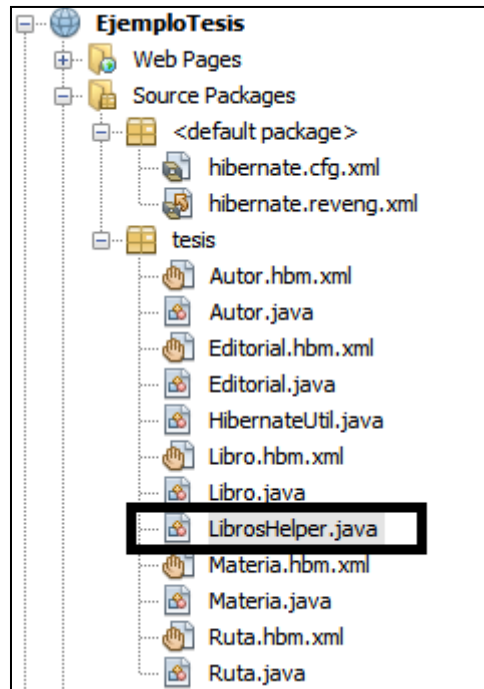 EjemploTesis
Web Pages
Source Packages
<default package>
hibernate.cfg.xml
hibernate.reveng.xml
tesis
Autor.hbm.xml
Autor.java
Editorial.hbm.xml
Editorial.java
HibernateUtil.java
Libro.hbm.xml
Libro.java
LibrosHelper.java
Materia.hbm.xml
Materia.java
Ruta.hbm.xml
Ruta.java